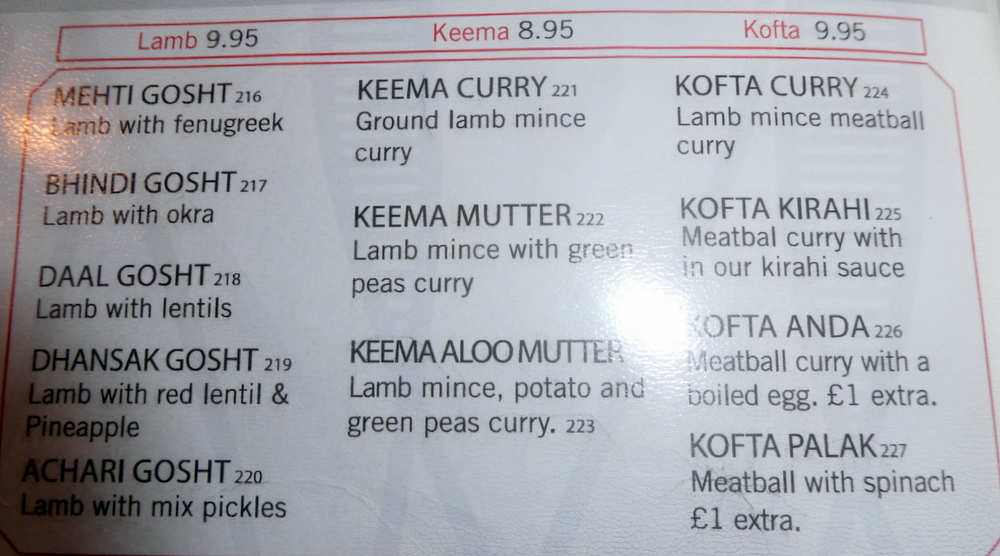 Lamb 9.95
MEHTI GOSHT 216
Lamb with fenugreek
BHINDI GOSHT 217
Lamb with okra
DAAL GOSHT 218
Lamb with lentils
DHANSAK GOSHT 219
Lamb with red lentil &
Pineapple
ACHARI GOSHT 220
Lamb with mix pickles
Keema 8.95
KEEMA CURRY 221
Ground lamb mince
curry
KEEMA MUTTER 222
Lamb mince with green
peas curry
KEEMA ALOO MUTTER
Lamb mince, potato and
green peas curry. 223
Kofta 9.95
KOFTA CURRY 224
Lamb mince meatball
curry
KOFTA KIRAHI 225
Meatbal curry with
in our kirahi sauce
KOFTA ANDA 226
Meatball curry with a
boiled egg. £1 extra.
KOFTA PALAK 227
Meatball with spinach
£1 extra.